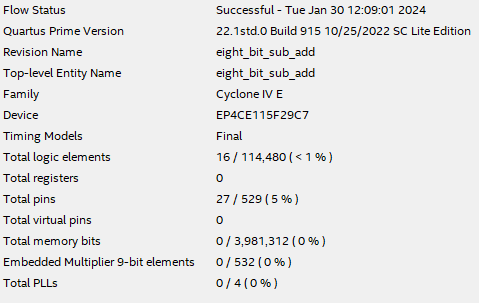 Flow Status Successful - Tue Jan 30 12:09:01 2024
Quartus Prime Version 22.1std.0 Build 915 10/25/2022 SC Lite Edition
Revision Name eight_bit_sub_add
Top-level Entity Name eight_bit_sub_add
Family Cyclone IV E
Device EP4CE115F29C7
Timing Models Final
Total logic elements 16 / 114,480 ( < 1 % )
Total registers 0
Total pins 27 / 529 ( 5 % )
Total virtual pins 0
Total memory bits 0 / 3,981,312 ( 0 % )
Embedded Multiplier 9-bit elements 0 / 532 ( 0 % )
Total PLLs 0 / 4 ( 0 % )